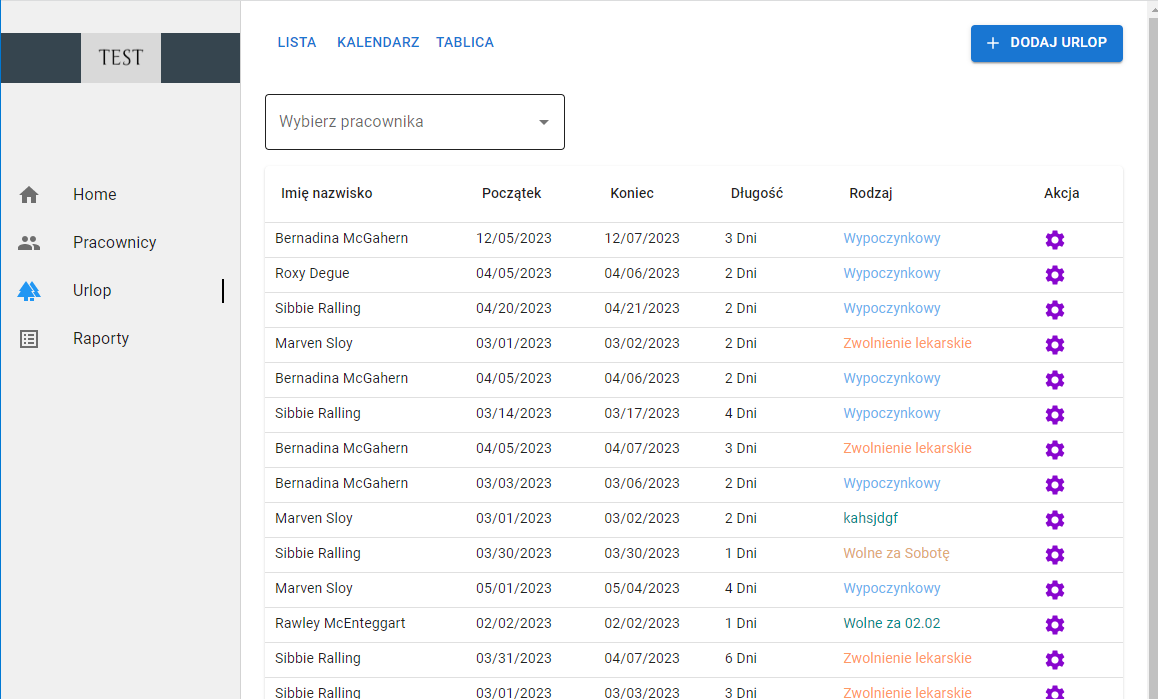 TEST
LISTA KALENDARZ TABLICA
+ DODAJ URLOP
Wybierz pracownika
Home
Pracownicy
Urlop
Raporty
Imię nazwisko Początek Koniec Długość Rodzaj Akcja
Bernadina McGahern 12/05/2023 12/07/2023 3 Dni Wypoczynkowy
Roxy Degue 04/05/2023 04/06/2023 2 Dni Wypoczynkowy
Sibbie Ralling 04/20/2023 04/21/2023 2 Dni Wypoczynkowy
Marven Sloy 03/01/2023 03/02/2023 2 Dni Zwolnienie lekarskie
Bernadina McGahern 04/05/2023 04/06/2023 2 Dni Wypoczynkowy
Sibbie Ralling 03/14/2023 03/17/2023 4 Dni Wypoczynkowy
Bernadina McGahern 04/05/2023 04/07/2023 3 Dni Zwolnienie lekarskie
Bernadina McGahern 03/03/2023 03/06/2023 2 Dni Wypoczynkowy
Marven Sloy 03/01/2023 03/02/2023 2 Dni kahsjdgf
Sibbie Ralling 03/30/2023 03/30/2023 1 Dni Wolne za Sobotę
Marven Sloy 05/01/2023 05/04/2023 4 Dni Wypoczynkowy
Rawley McEnteggart 02/02/2023 02/02/2023 1 Dni Wolne za 02.02
Sibbie Ralling 03/31/2023 04/07/2023 6 Dni Zwolnienie lekarskie
Sibbie Ralling 03/01/2023 03/03/2023 3 Dni Zwolnienie lekarskie